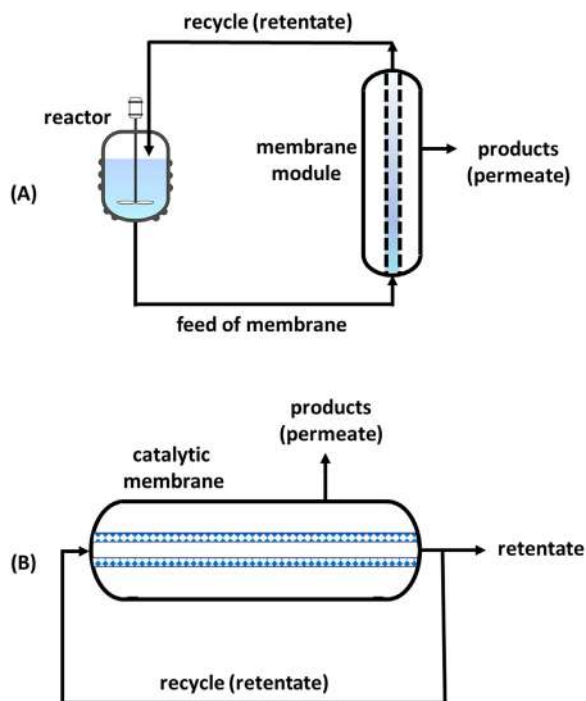 recycle (retentate)
reactor
membrane
module
products
(permeate)
(A)
feed of membrane
products
(permeate)
catalytic
membrane
(B)
retentate
recycle (retentate)